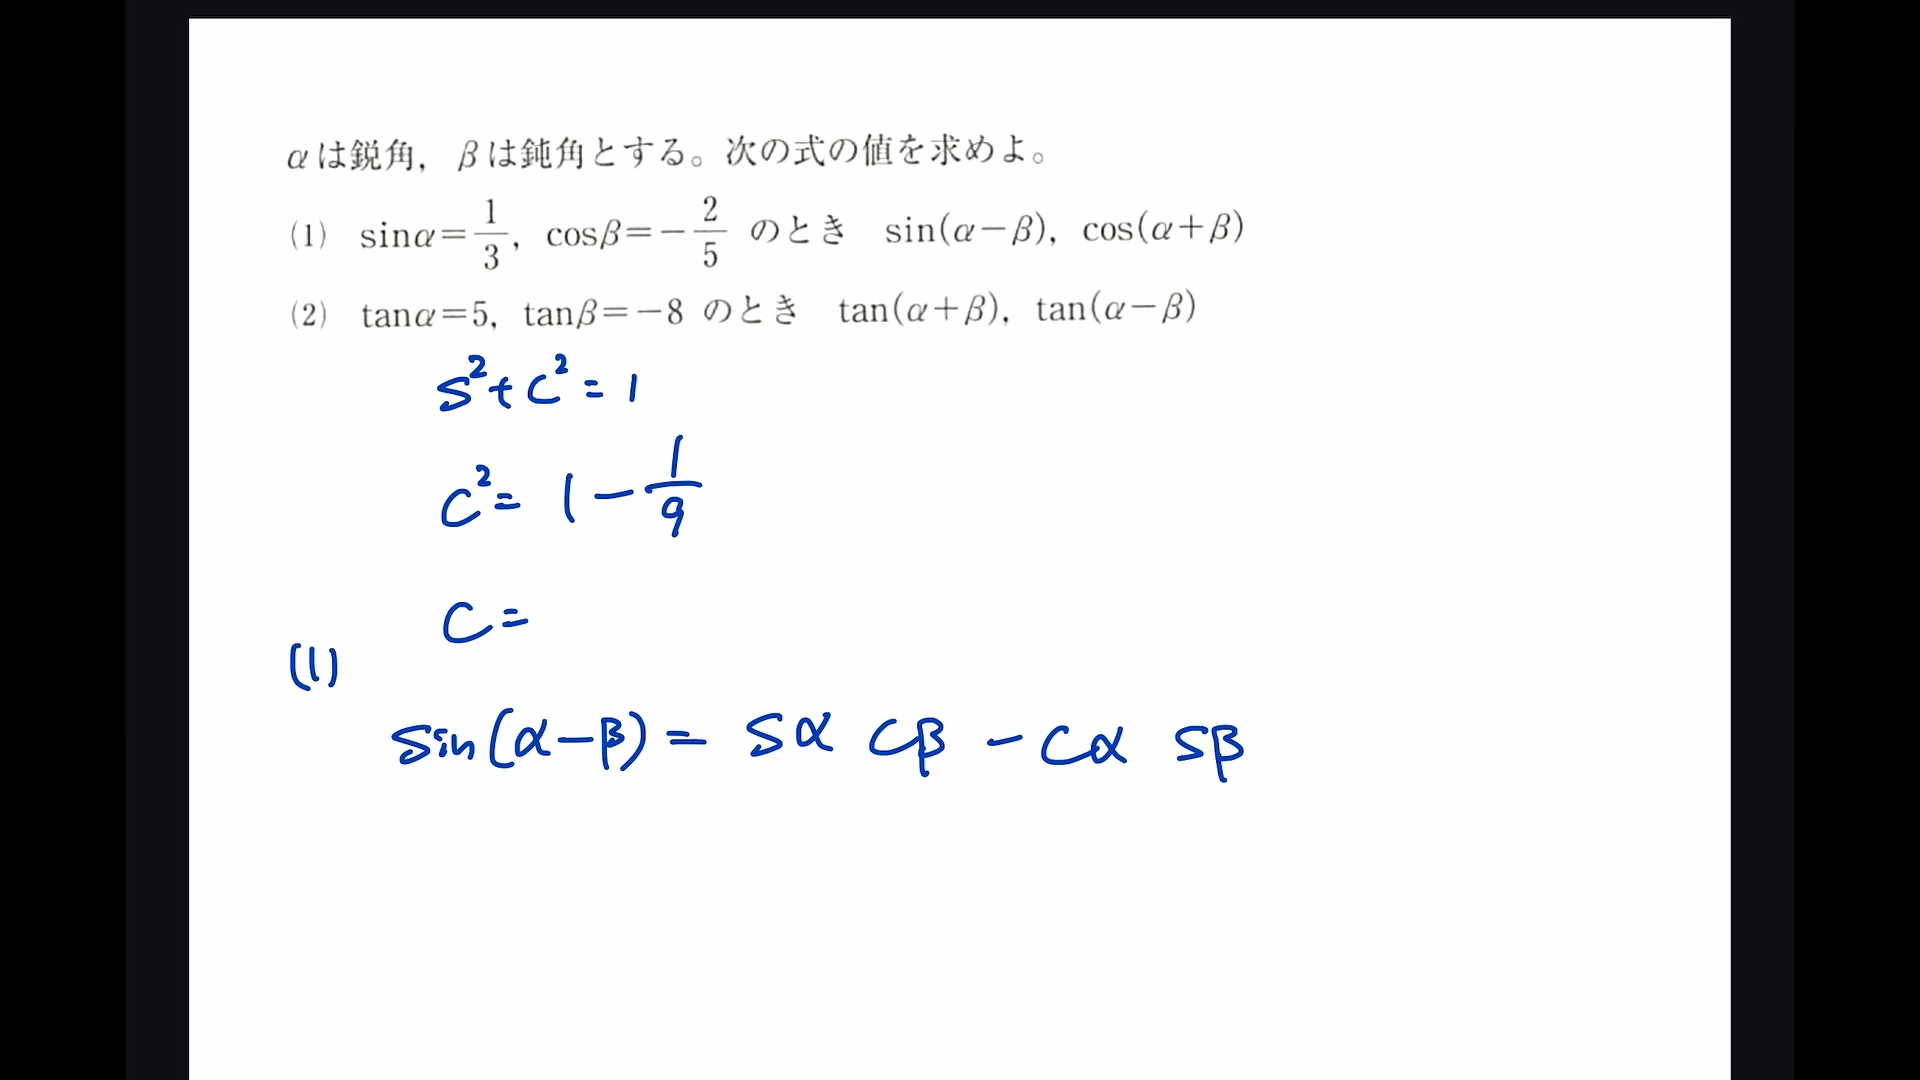 αは鋭角，βは鈍角とする。次の式の値を求めよ。
(1) sinα=1/3, cosβ=-2/5 のとき sin(α-β), cos(α+β)
(2) tanα=5, tanβ=-8 のとき tan(α+β), tan(α-β)
S²+C²=1
C²=1-1/9
C=
(1)
sin(α-β)=Sα Cβ -Cα Sβ